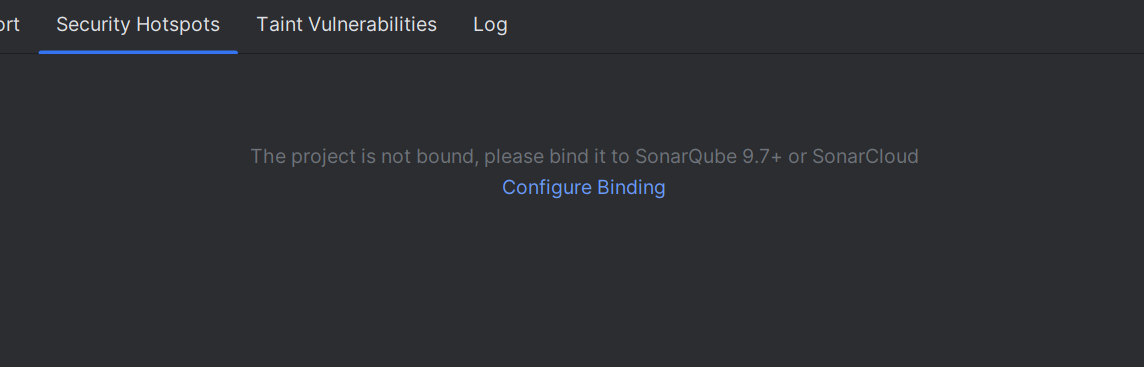 ort Security Hotspots Taint Vulnerabilities Log
The project is not bound, please bind it to SonarQube 9.7+ or SonarCloud
Configure Binding